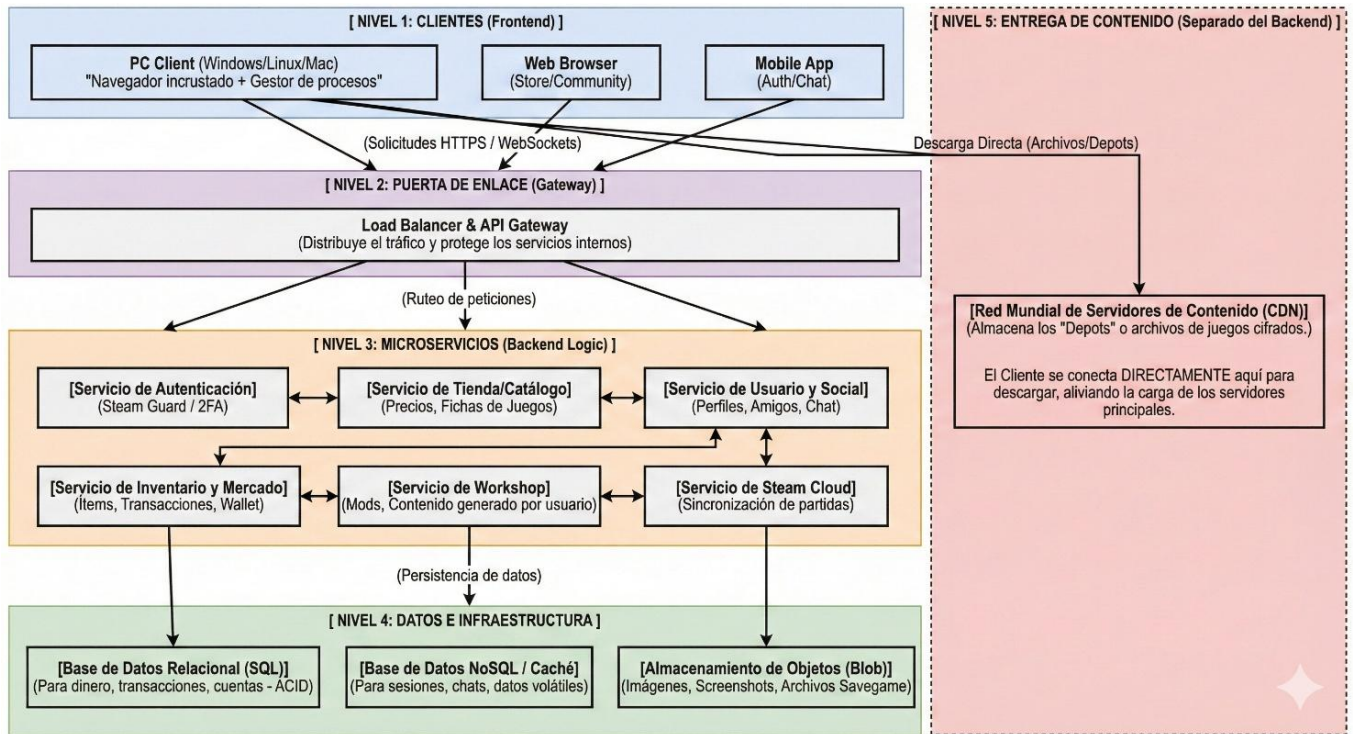 [ NIVEL 1: CLIENTES (Frontend) ]
PC Client (Windows/Linux/Mac)
"Navegador incrustado + Gestor de procesos"
Web Browser
(Store/Community)
Mobile App
(Auth/Chat)
(Solicitudes HTTPS / WebSockets)
Descarga Directa (Archivos/Depots)
[ NIVEL 2: PUERTA DE ENLACE (Gateway) ]
Load Balancer & API Gateway
(Distribuye el tráfico y protege los servicios internos)
(Ruteo de peticiones)
[ NIVEL 3: MICROSERVICIOS (Backend Logic) ]
[Servicio de Autenticación]
(Steam Guard / 2FA)
[Servicio de Tienda/Catálogo]
(Precios, Fichas de Juegos)
[Servicio de Usuario y Social]
(Perfiles, Amigos, Chat)
[Servicio de Inventario y Mercado]
(Ítems, Transacciones, Wallet)
[Servicio de Workshop]
(Mods, Contenido generado por usuario)
[Servicio de Steam Cloud]
(Sincronización de partidas)
(Persistencia de datos)
[ NIVEL 4: DATOS E INFRAESTRUCTURA ]
[Base de Datos Relacional (SQL)]
(Para dinero, transacciones, cuentas - ACID)
[Base de Datos NoSQL / Caché]
(Para sesiones, chats, datos volátiles)
[Almacenamiento de Objetos (Blob)]
(Imágenes, Screenshots, Archivos Savegame)
[ NIVEL 5: ENTREGA DE CONTENIDO (Separado del Backend) ]
[Red Mundial de Servidores de Contenido (CDN)]
(Almacena los "Depots" o archivos de juegos cifrados.)
El Cliente se conecta DIRECTAMENTE aquí para
descargar, aliviando la carga de los servidores
principales.